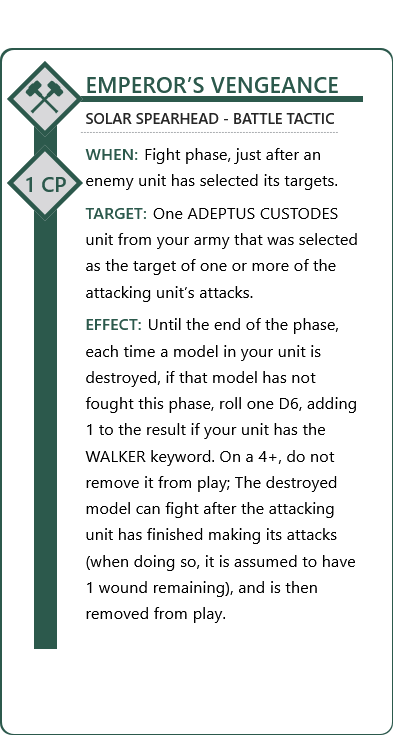 EMPEROR’S VENGEANCE
SOLAR SPEARHEAD - BATTLE TACTIC
WHEN: Fight phase, just after an
enemy unit has selected its targets.
1 CP
TARGET: One ADEPTUS CUSTODES
unit from your army that was selected
as the target of one or more of the
attacking unit’s attacks.
EFFECT: Until the end of the phase,
each time a model in your unit is
destroyed, if that model has not
fought this phase, roll one D6, adding
1 to the result if your unit has the
WALKER keyword. On a 4+, do not
remove it from play; The destroyed
model can fight after the attacking
unit has finished making its attacks
(when doing so, it is assumed to have
1 wound remaining), and is then
removed from play.